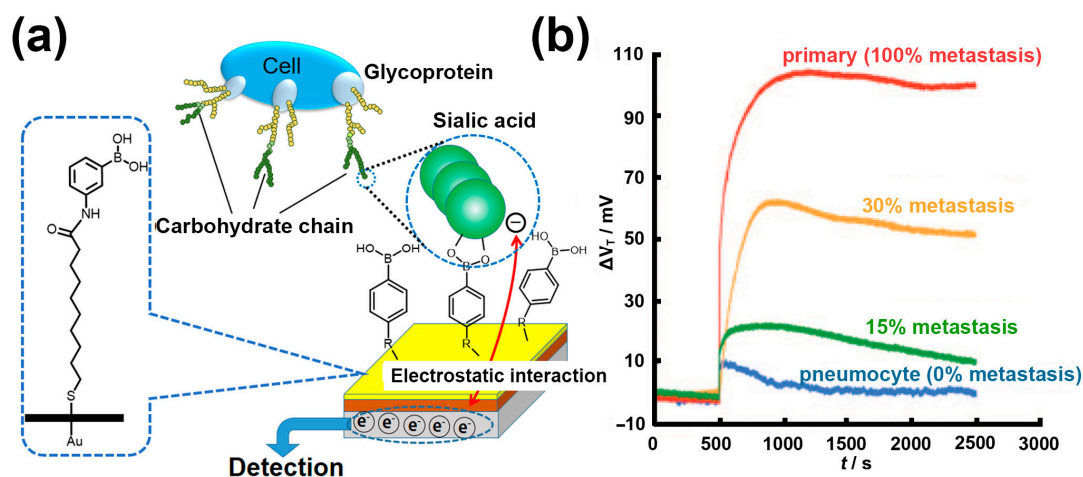 (a)
Cell
Glycoprotein
Sialic acid
Carbohydrate chain
OH
B
OH
NH
O
S
Au
HO
OH
B
O
O
B
HO
OH
B
R
R
R
−
Electrostatic interaction
e-
e-
e-
e-
e-
Detection
(b)
110
90
70
50
30
10
−10
ΔVT / mV
primary (100% metastasis)
30% metastasis
15% metastasis
pneumocyte (0% metastasis)
0
500
1000
1500
2000
2500
3000
t / s